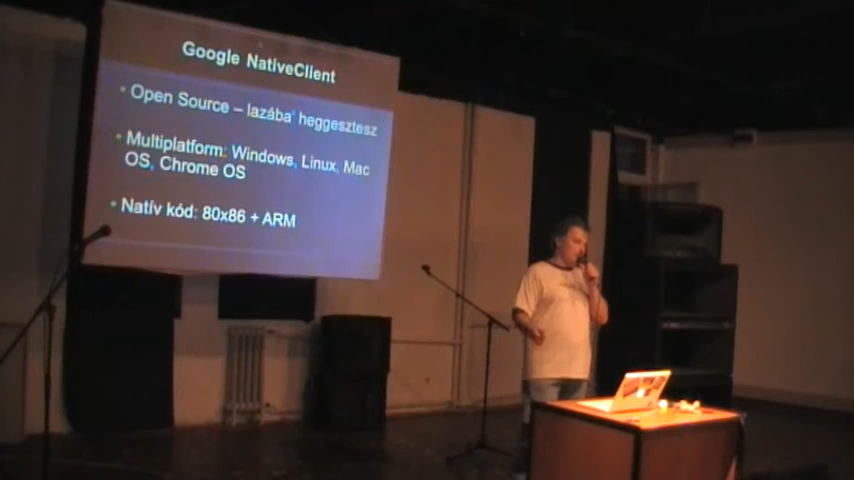 Google NativeClient
• Open Source – lazába' heggesztesz
• Multiplatform: Windows, Linux, Mac
OS, Chrome OS
• Natív kód: 80x86 + ARM